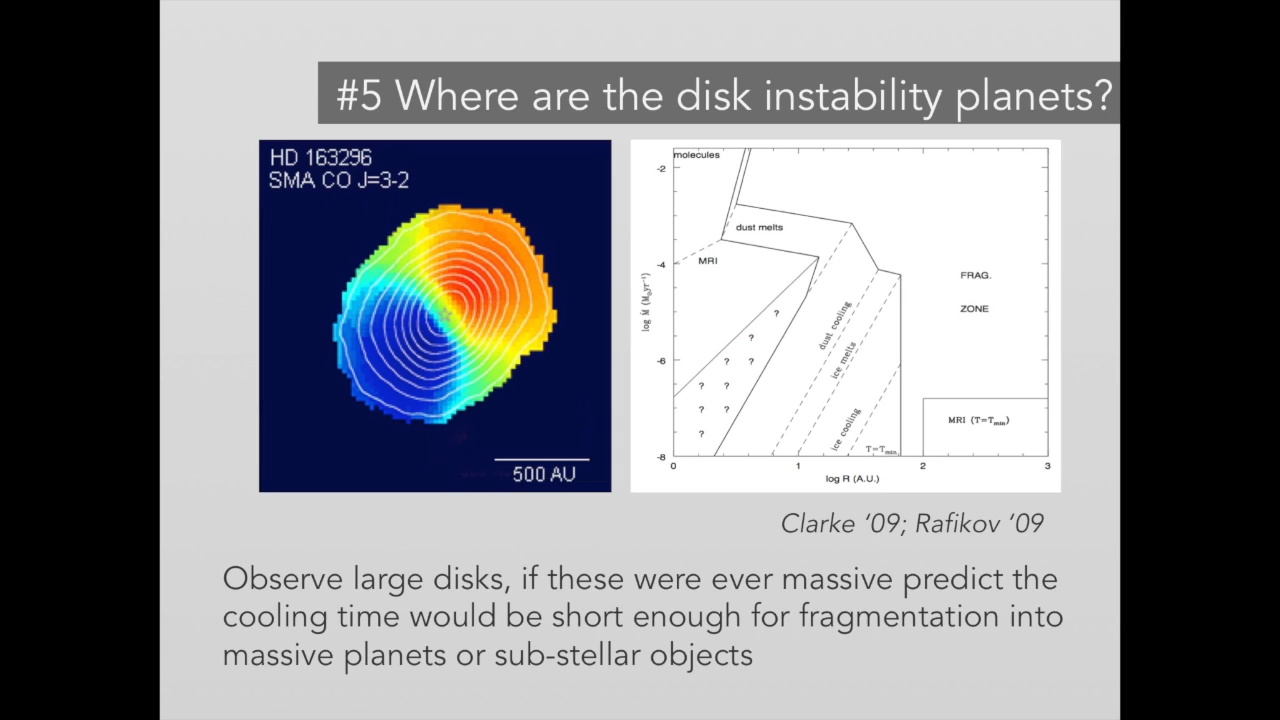 #5 Where are the disk instability planets?
HD 163296
SMA CO J=3-2
500 AU
molecules
dust melts
MRI
FRAG.
ZONE
dust cooling
ice melts
ice cooling
? 
?
? ?
? ?
? ?
?
MRI (T=Tmin)
T=Tmin
-2
-4
-6
-8
0 1 2 3
log Ṁ (M⊙yr⁻¹)
log R (A.U.)
Clarke ‘09; Rafikov ‘09
Observe large disks, if these were ever massive predict the
cooling time would be short enough for fragmentation into
massive planets or sub-stellar objects